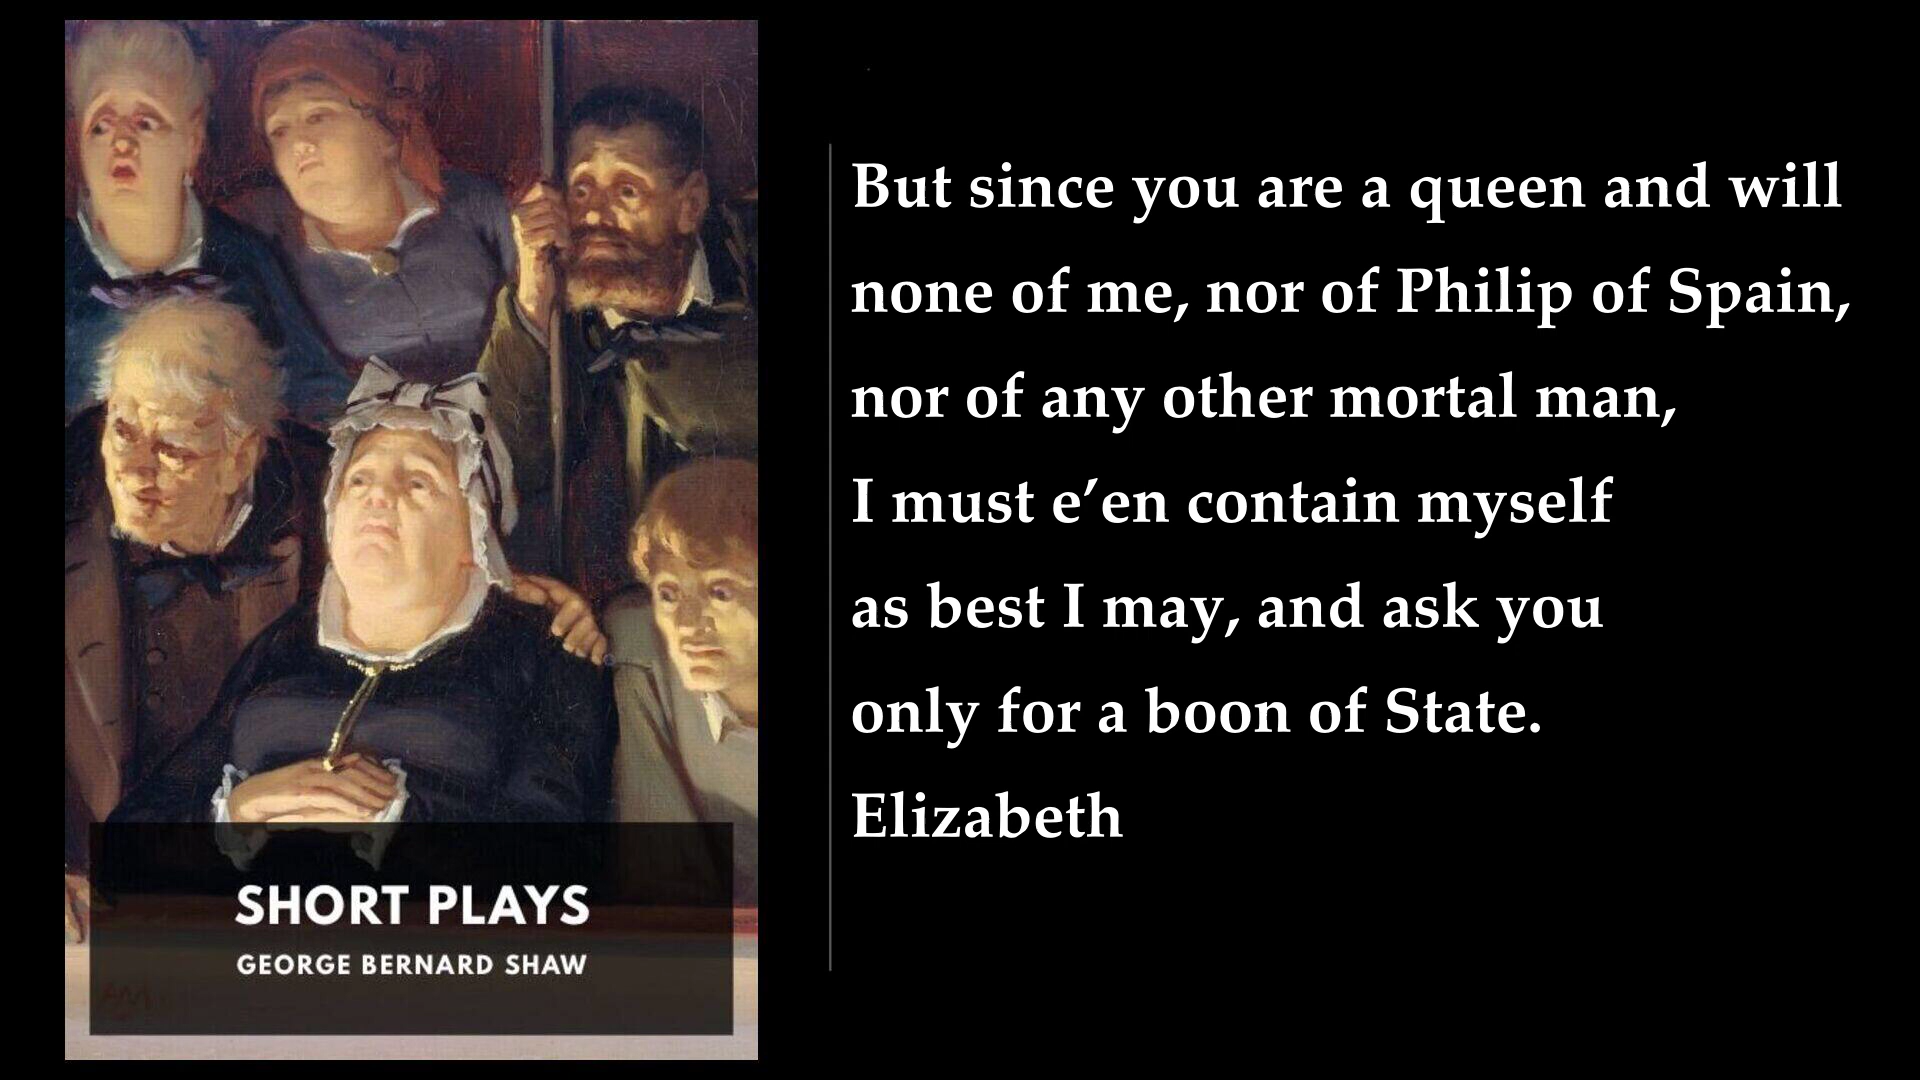 SHORT PLAYS
GEORGE BERNARD SHAW
But since you are a queen and will
none of me, nor of Philip of Spain,
nor of any other mortal man,
I must e’en contain myself
as best I may, and ask you
only for a boon of State.
Elizabeth